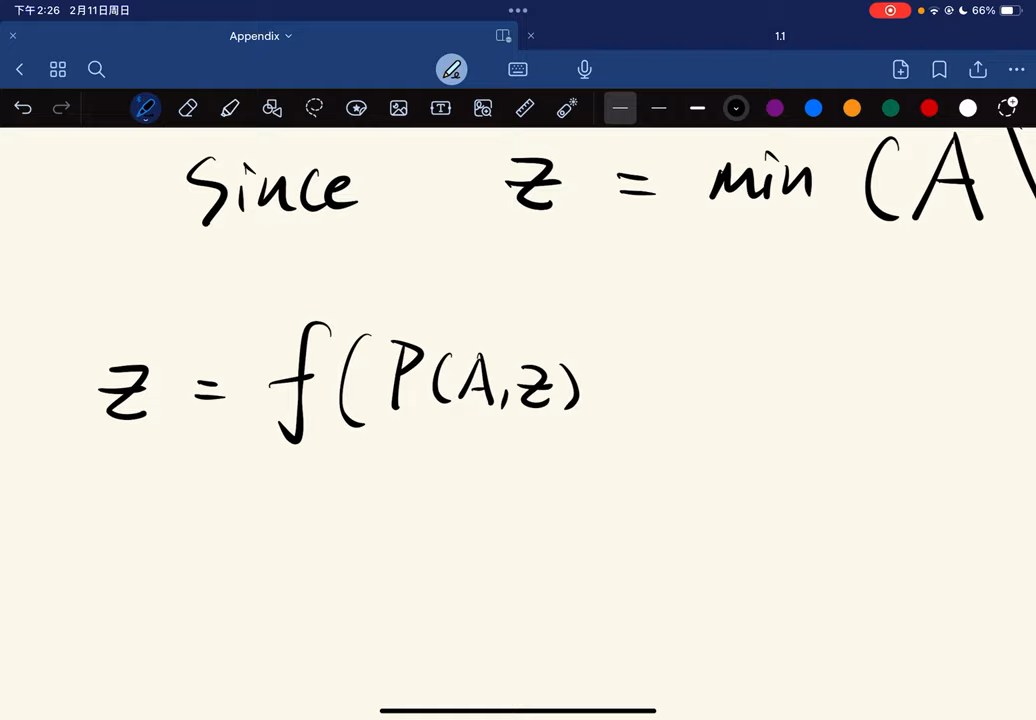 下午2:26 2月11日周日
66%
Appendix
1.1
since z = min (A \
z = f(P(A,z)